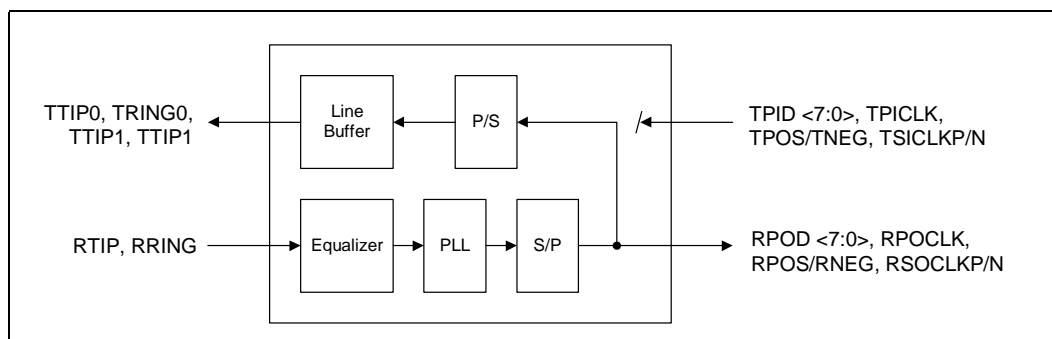 TTIP0, TRING0,
TTIP1, TTIP1
Line
Buffer
P/S
TPID <7:0>, TPICLK,
TPOS/TNEG, TSICLKP/N
RTIP, RRING
Equalizer
PLL
S/P
RPOD <7:0>, RPOCLK,
RPOS/RNEG, RSOCLKP/N